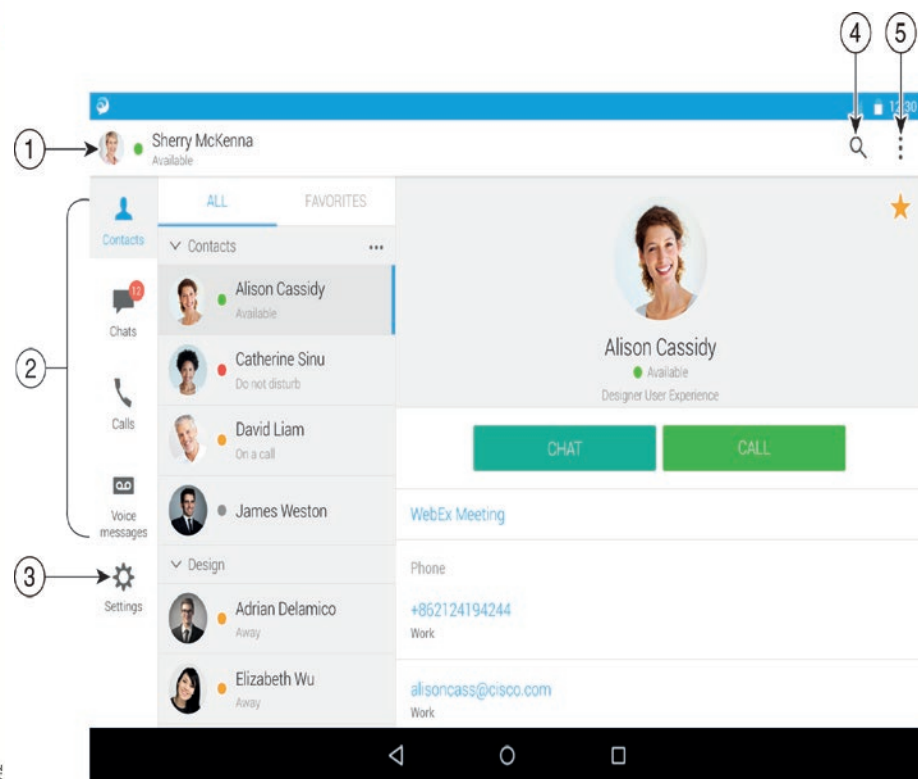 4
5
12:30
1
Sherry McKenna
Available
2
Contacts
12
Chats
Calls
Voice
messages
3
Settings
ALL
FAVORITES
Contacts
Alison Cassidy
Available
Catherine Sinu
Do not disturb
David Liam
On a call
James Weston
Design
Adrian Delamico
Away
Elizabeth Wu
Away
Alison Cassidy
Available
Designer User Experience
CHAT
CALL
WebEx Meeting
Phone
+862124194244
Work
alisoncass@cisco.com
Work